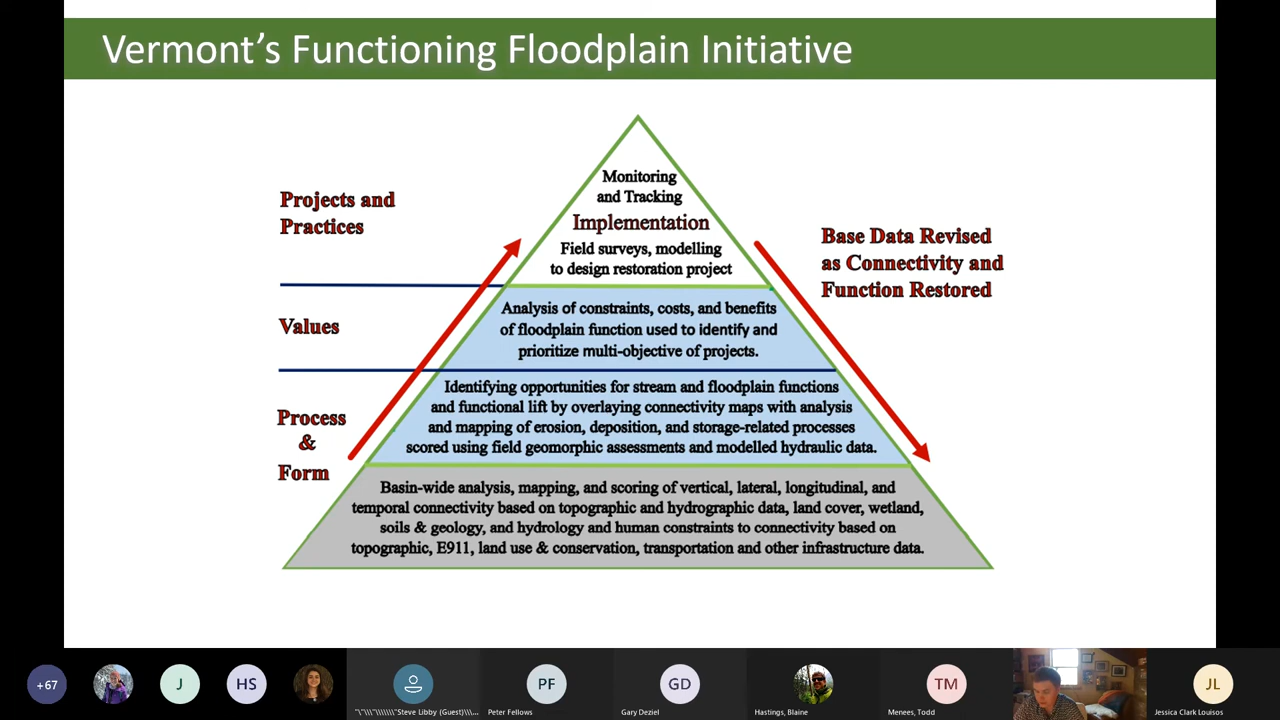 Vermont's Functioning Floodplain Initiative
Projects and
Practices
Values
Process
&
Form
Monitoring
and Tracking
Implementation
Field surveys, modelling
to design restoration project
Analysis of constraints, costs, and benefits
of floodplain function used to identify and
prioritize multi-objective of projects.
Identifying opportunities for stream and floodplain functions
and functional lift by overlaying connectivity maps with analysis
and mapping of erosion, deposition, and storage-related processes
scored using field geomorphic assessments and modelled hydraulic data.
Basin-wide analysis, mapping, and scoring of vertical, lateral, longitudinal, and
temporal connectivity based on topographic and hydrographic data, land cover, wetland,
soils & geology, and hydrology and human constraints to connectivity based on
topographic, E911, land use & conservation, transportation and other infrastructure data.
Base Data Revised
as Connectivity and
Function Restored
+67
J
HS
"\"\\\"\\\\\\\"Steve Libby (Guest)\\\...
PF
Peter Fellows
GD
Gary Deziel
Hastings, Blaine
TM
Menees, Todd
JL
Jessica Clark Louisos